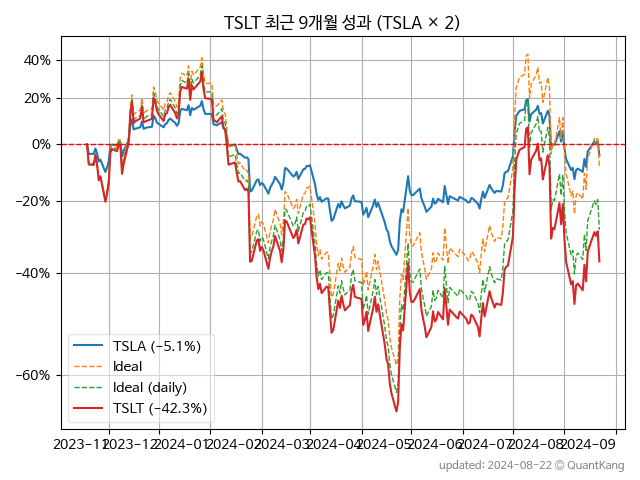 TSLT 최근 9개월 성과 (TSLA × 2)
40%
20%
0%
−20%
−40%
−60%
TSLA (−5.1%)
Ideal
Ideal (daily)
TSLT (−42.3%)
2023−11 2023−12 2024−01 2024−02 2024−03 2024−04 2024−05 2024−06 2024−07 2024−08 2024−09
updated: 2024−08−22 © QuantKang